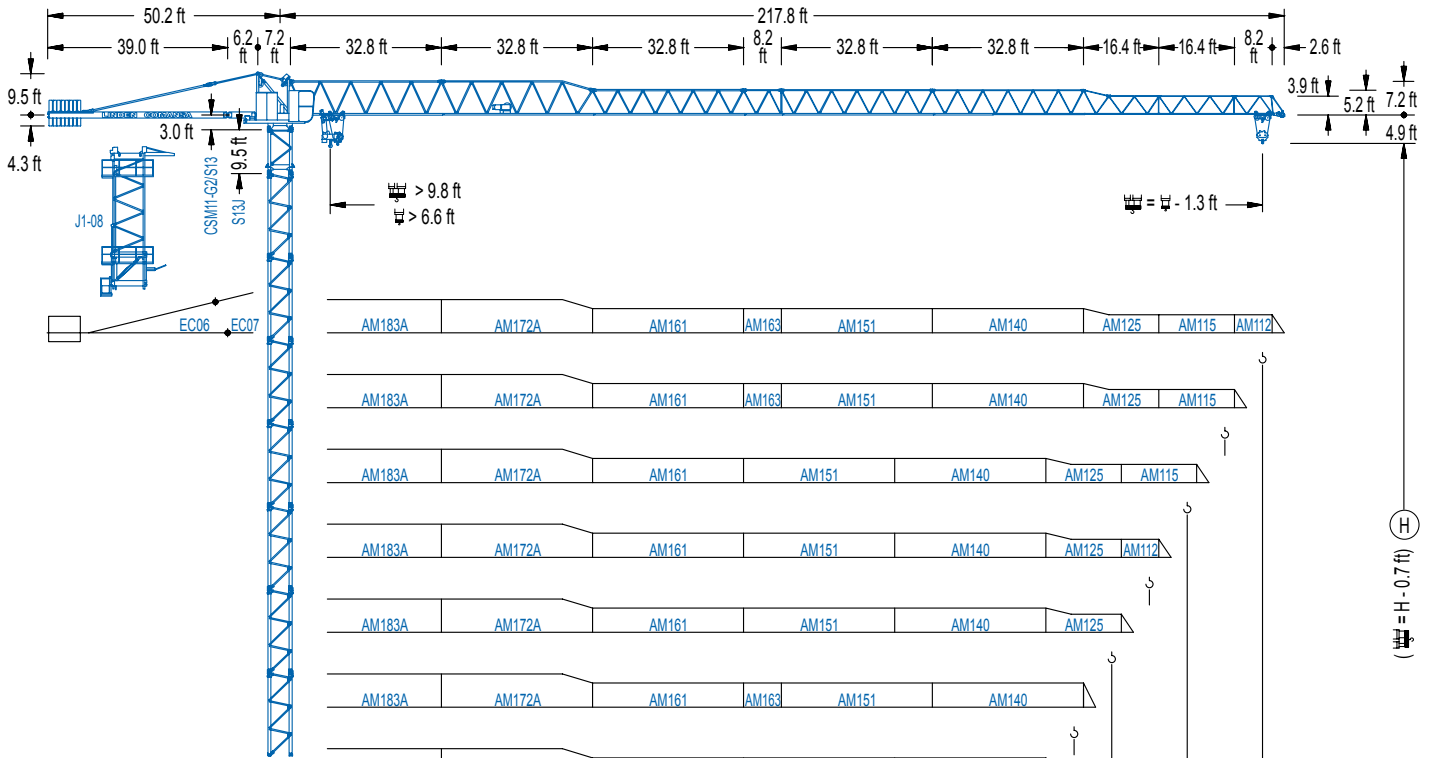 50.2 ft 217.8 ft
39.0 ft 6.2 ft 7.2 ft 32.8 ft 32.8 ft 32.8 ft 8.2 ft 32.8 ft 32.8 ft 16.4 ft 16.4 ft 8.2 ft 2.6 ft
9.5 ft 3.9 ft 5.2 ft 7.2 ft
LINDEN COMANSA
3.0 ft
4.3 ft 9.5 ft 4.9 ft
J1-08 CSM11-G2/S13 S13J
> 9.8 ft = - 1.3 ft
> 6.6 ft
EC06 EC07
AM183A AM172A AM161 AM163 AM151 AM140 AM125 AM115 AM112
AM183A AM172A AM161 AM163 AM151 AM140 AM125 AM115
AM183A AM172A AM161 AM151 AM140 AM125 AM115
H
( = H - 0.7 ft)
AM183A AM172A AM161 AM151 AM140 AM125 AM112
AM183A AM172A AM161 AM151 AM140 AM125
AM183A AM172A AM161 AM163 AM151 AM140